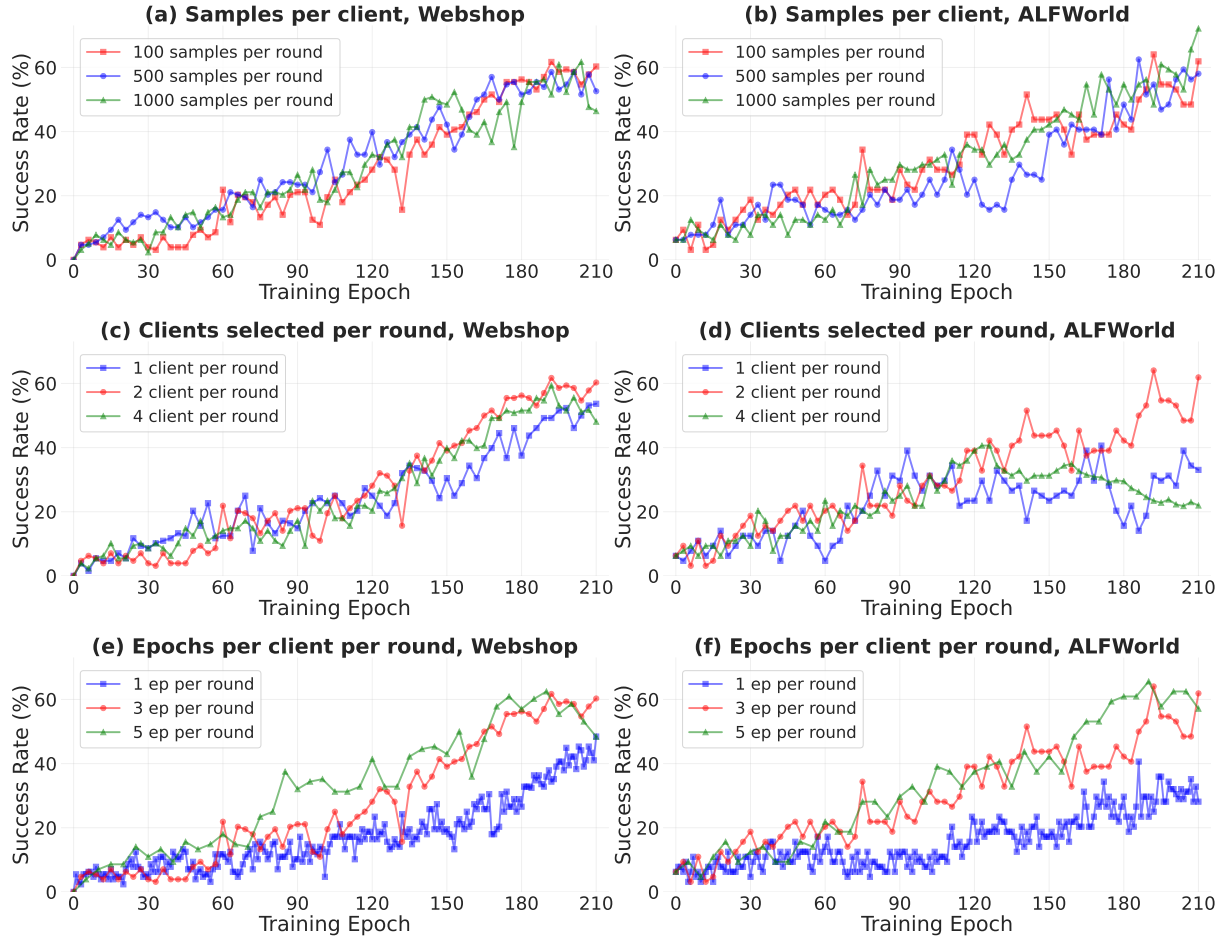 (a) Samples per client, Webshop
Success Rate (%)
60
40
20
0
100 samples per round
500 samples per round
1000 samples per round
0 30 60 90 120 150 180 210
Training Epoch
(b) Samples per client, ALFWorld
Success Rate (%)
60
40
20
0
100 samples per round
500 samples per round
1000 samples per round
0 30 60 90 120 150 180 210
Training Epoch
(c) Clients selected per round, Webshop
Success Rate (%)
60
40
20
0
1 client per round
2 client per round
4 client per round
0 30 60 90 120 150 180 210
Training Epoch
(d) Clients selected per round, ALFWorld
Success Rate (%)
60
40
20
0
1 client per round
2 client per round
4 client per round
0 30 60 90 120 150 180 210
Training Epoch
(e) Epochs per client per round, Webshop
Success Rate (%)
60
40
20
0
1 ep per round
3 ep per round
5 ep per round
0 30 60 90 120 150 180 210
Training Epoch
(f) Epochs per client per round, ALFWorld
Success Rate (%)
60
40
20
0
1 ep per round
3 ep per round
5 ep per round
0 30 60 90 120 150 180 210
Training Epoch